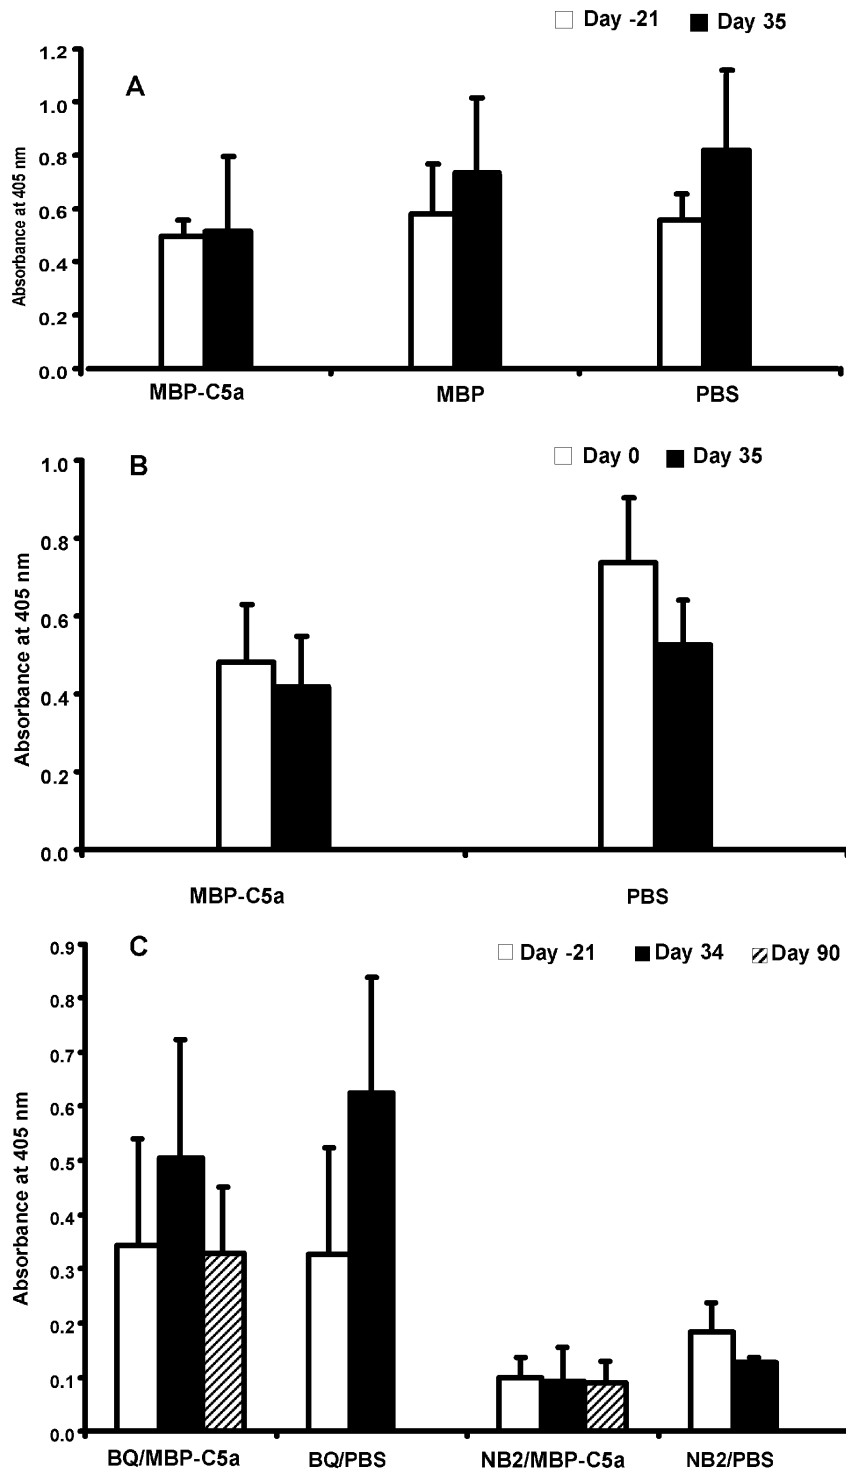 Day -21 Day 35
A
1.2
1.0
0.8
0.6
0.4
0.2
0.0
Absorbance at 405 nm
MBP-C5a MBP PBS
B
Day 0 Day 35
1.0
0.8
0.6
0.4
0.2
0.0
Absorbance at 405 nm
MBP-C5a PBS
C
Day -21 Day 34 Day 90
0.9
0.8
0.7
0.6
0.5
0.4
0.3
0.2
0.1
0.0
Absorbance at 405 nm
BQ/MBP-C5a BQ/PBS NB2/MBP-C5a NB2/PBS